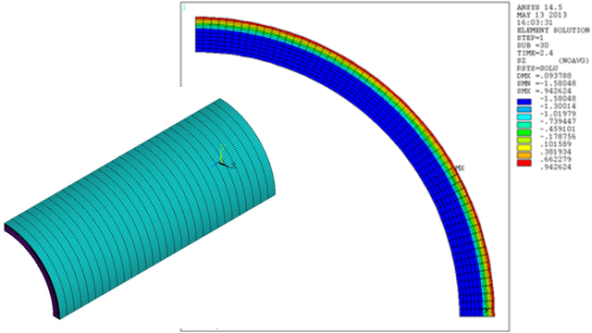 1
ANSYS 14.5
MAY 13 2013
16:03:31
ELEMENT SOLUTION
STEP=1
SUB =30
TIME=2.4
SZ (NOAVG)
RSYS=SOLU
DMX =.093788
SMN =-1.58048
SMX =.942624
-1.58048
-1.30014
-1.01979
-.739447
-.459101
-.178756
.101589
.381934
.662279
.942624
MX